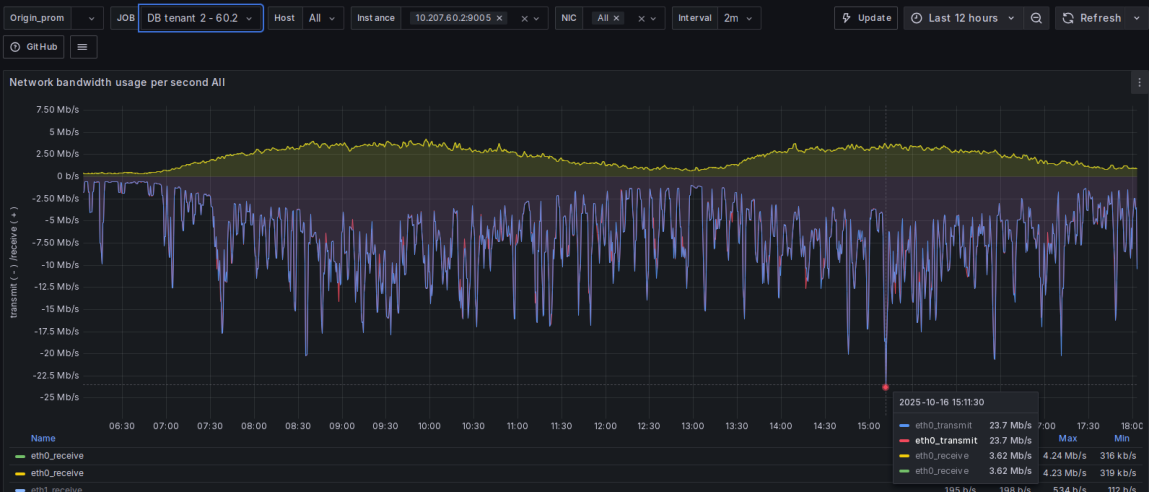 Origin_prom JOB DB tenant 2 - 60.2 Host All Instance 10.207.60.2:9005 NIC All Interval 2m Update Last 12 hours Refresh
GitHub
Network bandwidth usage per second All
transmit ( - ) /receive ( + )
7.50 Mb/s
5 Mb/s
2.50 Mb/s
0 b/s
-2.50 Mb/s
-5 Mb/s
-7.50 Mb/s
-10 Mb/s
-12.5 Mb/s
-15 Mb/s
-17.5 Mb/s
-20 Mb/s
-22.5 Mb/s
-25 Mb/s
06:30 07:00 07:30 08:00 08:30 09:00 09:30 10:00 10:30 11:00 11:30 12:00 12:30 13:00 13:30 14:00 14:30 15:00 7:00 17:30 18:00
2025-10-16 15:11:30
eth0_transmit 23.7 Mb/s
eth0_transmit 23.7 Mb/s
eth0_receive 3.62 Mb/s
eth0_receive 3.62 Mb/s
Name Max Min
eth0_receive 4.24 Mb/s 316 kb/s
eth0_receive 4.23 Mb/s 319 kb/s
eth1_receive 195 b/s 198 b/s 534 b/s 112 b/s